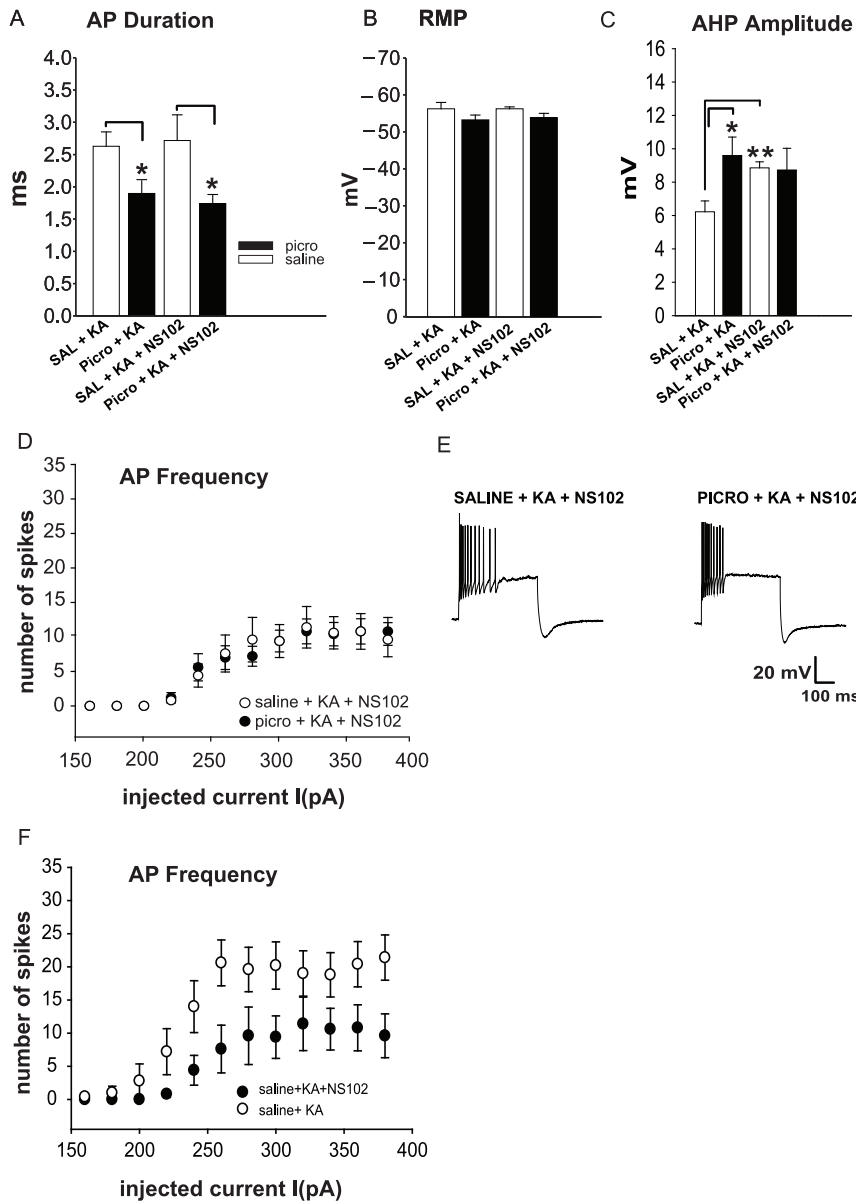 A
AP Duration
4.0
3.5
3.0
2.5
2.0
1.5
1.0
0.5
0.0
ms
*
*
picro
saline
SAL + KA
Picro + KA
SAL + KA + NS102
Picro + KA + NS102
B
RMP
−70
−60
−50
−40
−30
−20
−10
0
mV
SAL + KA
Picro + KA
SAL + KA + NS102
Picro + KA + NS102
C
AHP Amplitude
16
14
12
10
8
6
4
2
0
mV
*
**
SAL + KA
Picro + KA
SAL + KA + NS102
Picro + KA + NS102
D
AP Frequency
35
30
25
20
15
10
5
0
number of spikes
saline + KA + NS102
picro + KA + NS102
150 200 250 300 350 400
injected current I(pA)
E
SALINE + KA + NS102
PICRO + KA + NS102
20 mV
100 ms
F
AP Frequency
35
30
25
20
15
10
5
0
number of spikes
saline+KA+NS102
saline+ KA
150 200 250 300 350 400
injected current I(pA)